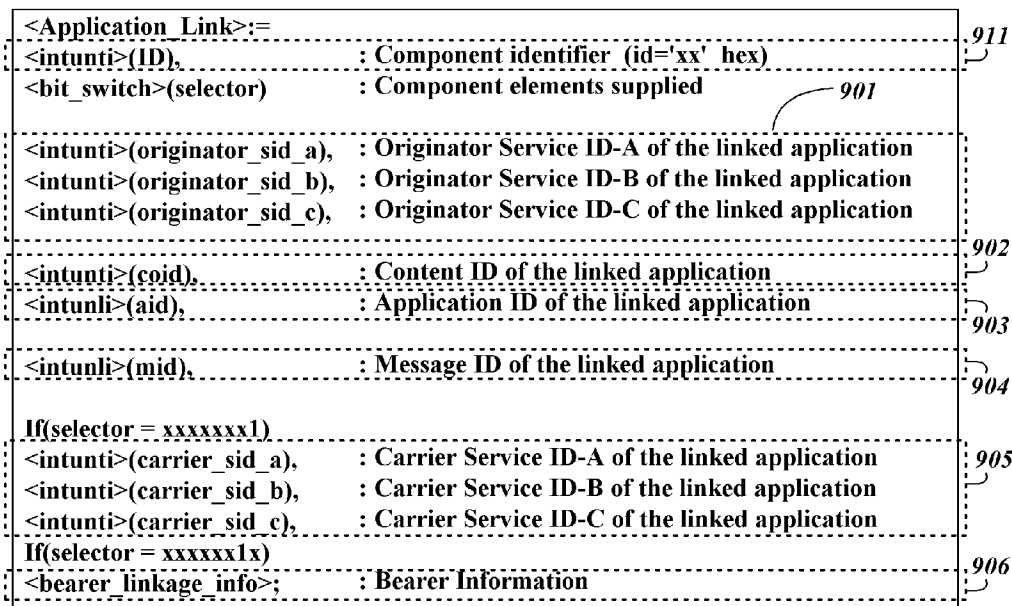 <Application_Link>:=
911
<intunti>(ID), : Component identifier (id='xx' hex)
<bit_switch>(selector) : Component elements supplied
901
<intunti>(originator_sid_a), : Originator Service ID-A of the linked application
<intunti>(originator_sid_b), : Originator Service ID-B of the linked application
<intunti>(originator_sid_c), : Originator Service ID-C of the linked application
902
<intunti>(coid), : Content ID of the linked application
<intunli>(aid), : Application ID of the linked application
903
<intunli>(mid), : Message ID of the linked application
904
If(selector = xxxxxxx1)
<intunti>(carrier_sid_a), : Carrier Service ID-A of the linked application
905
<intunti>(carrier_sid_b), : Carrier Service ID-B of the linked application
<intunti>(carrier_sid_c), : Carrier Service ID-C of the linked application
If(selector = xxxxxx1x)
906
<bearer_linkage_info>; : Bearer Information